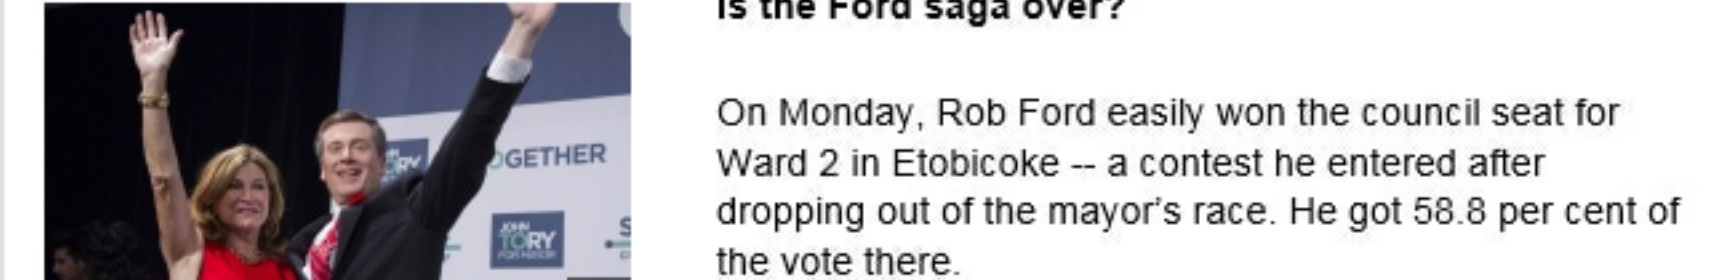 Is the Ford saga over?
On Monday, Rob Ford easily won the council seat for
Ward 2 in Etobicoke -- a contest he entered after
dropping out of the mayor's race. He got 58.8 per cent of
the vote there.
OGETHER
JOHN
TORY
FOR MAYOR